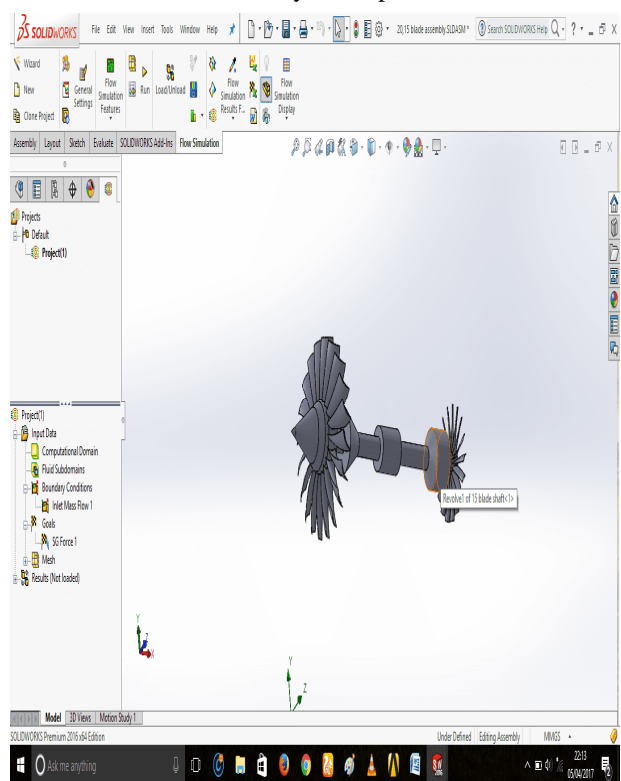 SOLIDWORKS File Edit View Insert Tools Window Help 20,15 blade assembly.SLDASM * Search SOLIDWORKS Help
Wizard
New
Clone Project
General Settings
Flow Simulation Features
Run
Load/Unload
Flow Simulation Results F...
Flow Simulation Display
Assembly Layout Sketch Evaluate SOLIDWORKS Add-Ins Flow Simulation
Projects
Default
Project(1)
Project(1)
Input Data
Computational Domain
Fluid Subdomains
Boundary Conditions
Inlet Mass Flow 1
Goals
SG Force 1
Mesh
Results (Not loaded)
Revolve1 of 15 blade shaft<1>
Y
Z
X
Y
Z
Model 3D Views Motion Study 1
SOLIDWORKS Premium 2016 x64 Edition Under Defined Editing Assembly MMGS
Ask me anything
22:13
05/04/2017